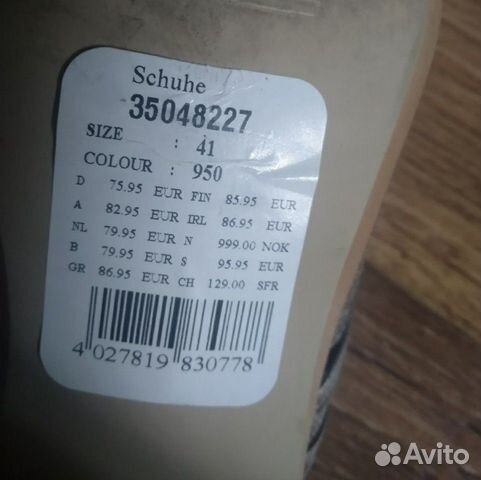 Schuhe
35048227
SIZE : 41
COLOUR : 950
D 75.95 EUR FIN 85.95 EUR
A 82.95 EUR IRL 86.95 EUR
NL 79.95 EUR N 999.00 NOK
B 79.95 EUR S 95.95 EUR
GR 86.95 EUR CH 129.00 SFR
4 027819 830778
Avito